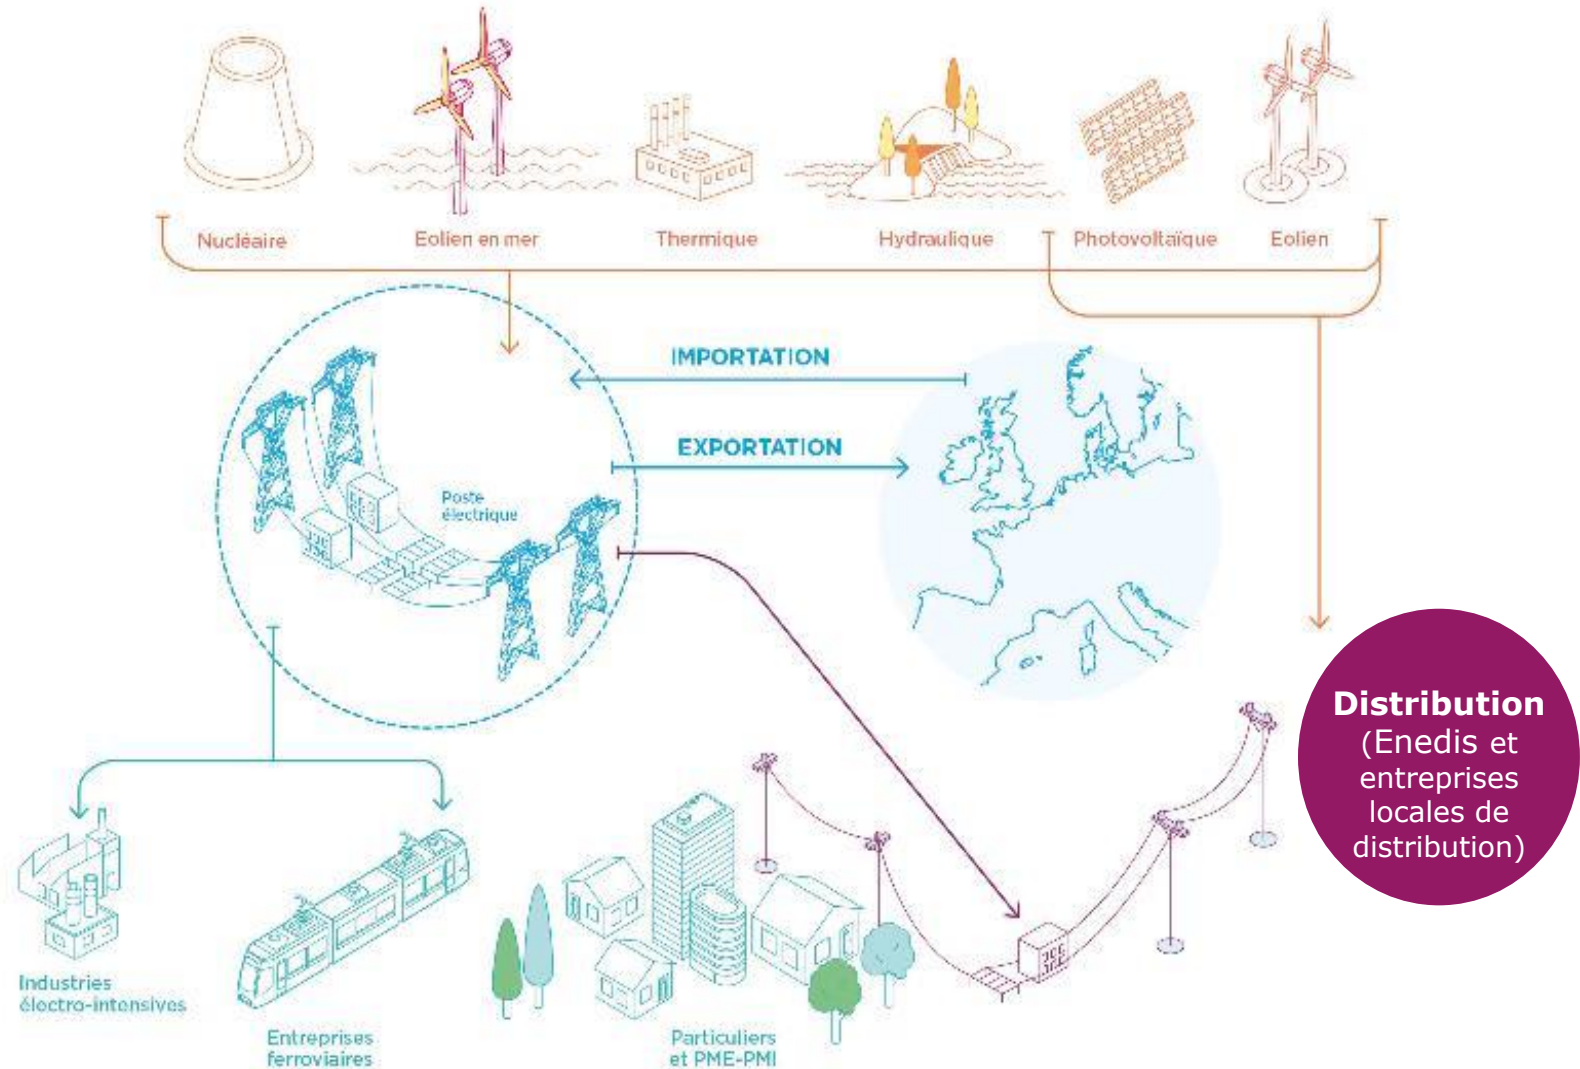 Nucléaire
Eolien en mer
Thermique
Hydraulique
Photovoltaïque
Eolien
IMPORTATION
EXPORTATION
Poste
électrique
Distribution
(Enedis et
entreprises
locales de
distribution)
Industries
électro-intensives
Entreprises
ferroviaires
Particuliers
et PME-PMI